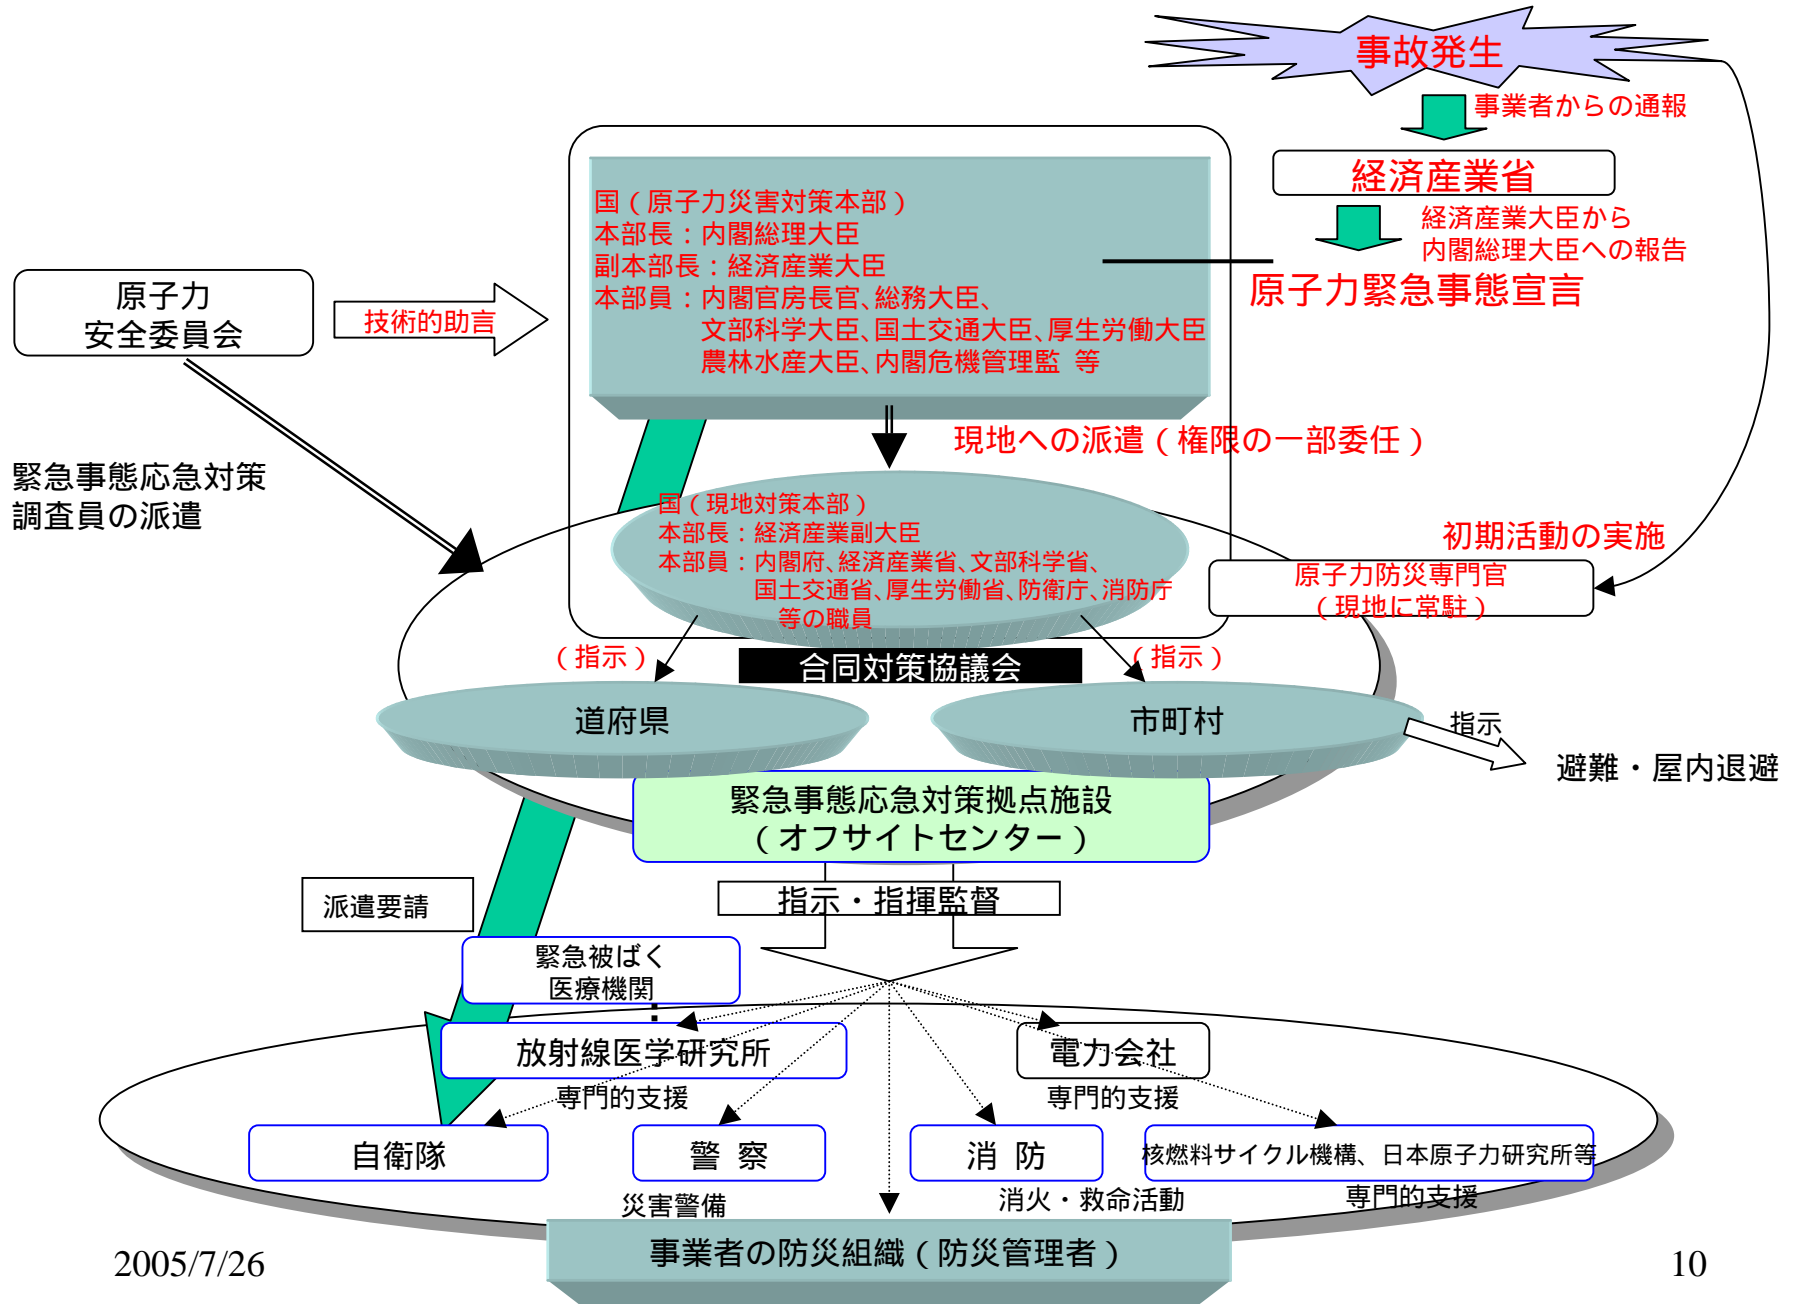 事故発生
事業者からの通報
経済産業省
経済産業大臣から
内閣総理大臣への報告
原子力緊急事態宣言
国（原子力災害対策本部）
本部長：内閣総理大臣
副本部長：経済産業大臣
本部員：内閣官房長官、総務大臣、
文部科学大臣、国土交通大臣、厚生労働大臣
農林水産大臣、内閣危機管理監 等
原子力
安全委員会
技術的助言
緊急事態応急対策
調査員の派遣
現地への派遣（権限の一部委任）
国（現地対策本部）
本部長：経済産業副大臣
本部員：内閣府、経済産業省、文部科学省、
国土交通省、厚生労働省、防衛庁、消防庁
等の職員
初期活動の実施
原子力防災専門官
（現地に常駐）
（指示）
合同対策協議会
（指示）
道府県
市町村
指示
避難・屋内退避
緊急事態応急対策拠点施設
（オフサイトセンター）
派遣要請
指示・指揮監督
緊急被ばく
医療機関
放射線医学研究所
専門的支援
電力会社
専門的支援
自衛隊
警 察
消 防
核燃料サイクル機構、日本原子力研究所等
災害警備
消火・救命活動
専門的支援
事業者の防災組織（防災管理者）
2005/7/26
10